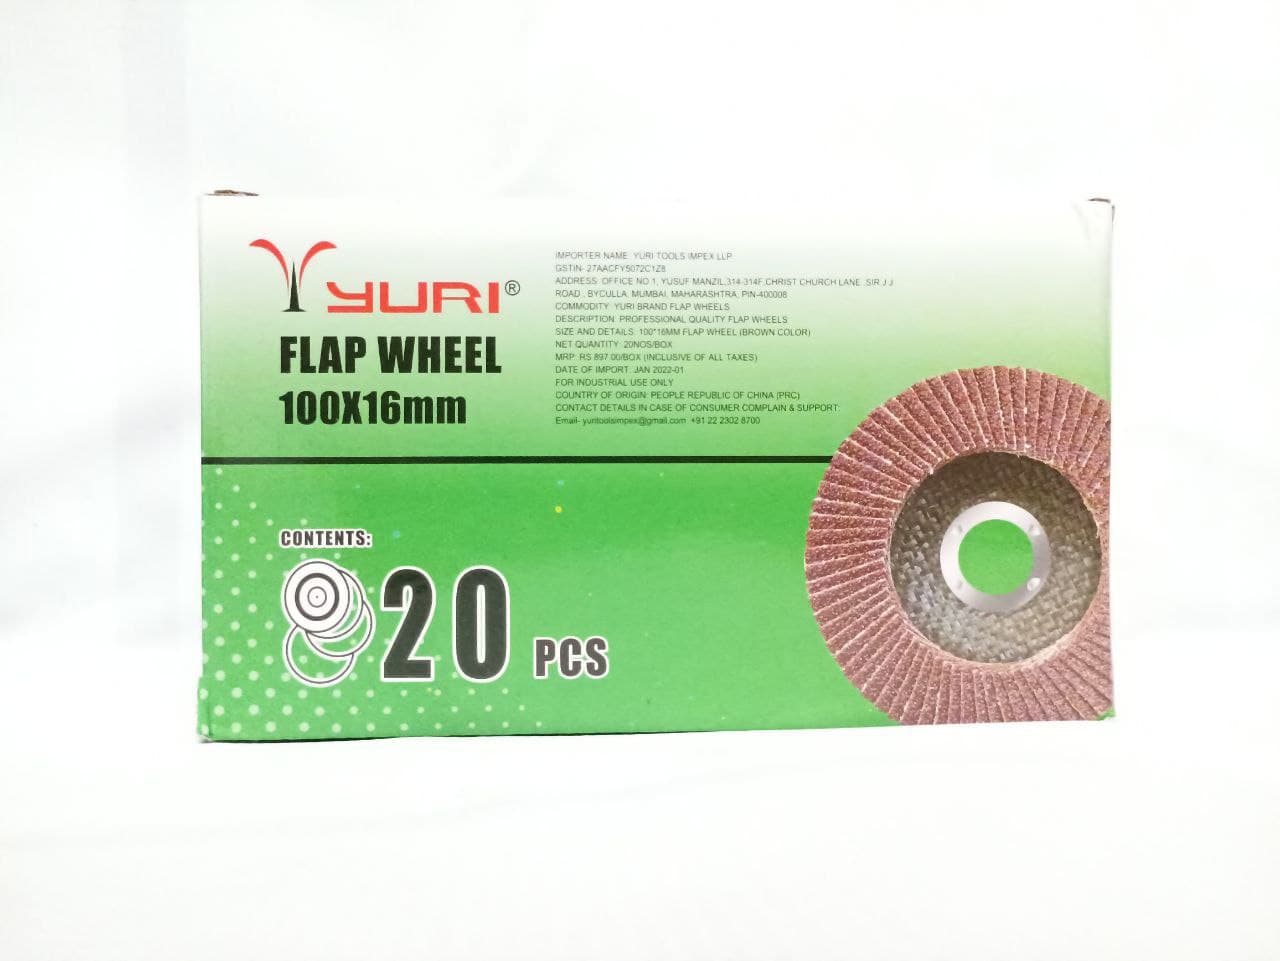 YURI®
FLAP WHEEL
100X16mm
IMPORTER NAME: YURI TOOLS IMPEX LLP
GSTIN- 27AACFY5072C1Z8
ADDRESS: OFFICE NO 1, YUSUF MANZIL,314-314F,CHRIST CHURCH LANE ,SIR J.J.
ROAD , BYCULLA, MUMBAI, MAHARASHTRA, PIN-400008
COMMODITY: YURI BRAND FLAP WHEELS
DESCRIPTION: PROFESSIONAL QUALITY FLAP WHEELS
SIZE AND DETAILS: 100*16MM FLAP WHEEL (BROWN COLOR)
NET QUANTITY: 20NOS/BOX
MRP: RS 897.00/BOX (INCLUSIVE OF ALL TAXES)
DATE OF IMPORT: JAN 2022-01
FOR INDUSTRIAL USE ONLY
COUNTRY OF ORIGIN: PEOPLE REPUBLIC OF CHINA (PRC)
CONTACT DETAILS IN CASE OF CONSUMER COMPLAIN & SUPPORT:
Email- yuritoolsimpex@gmail.com +91 22 2302 8700
CONTENTS:
20 PCS